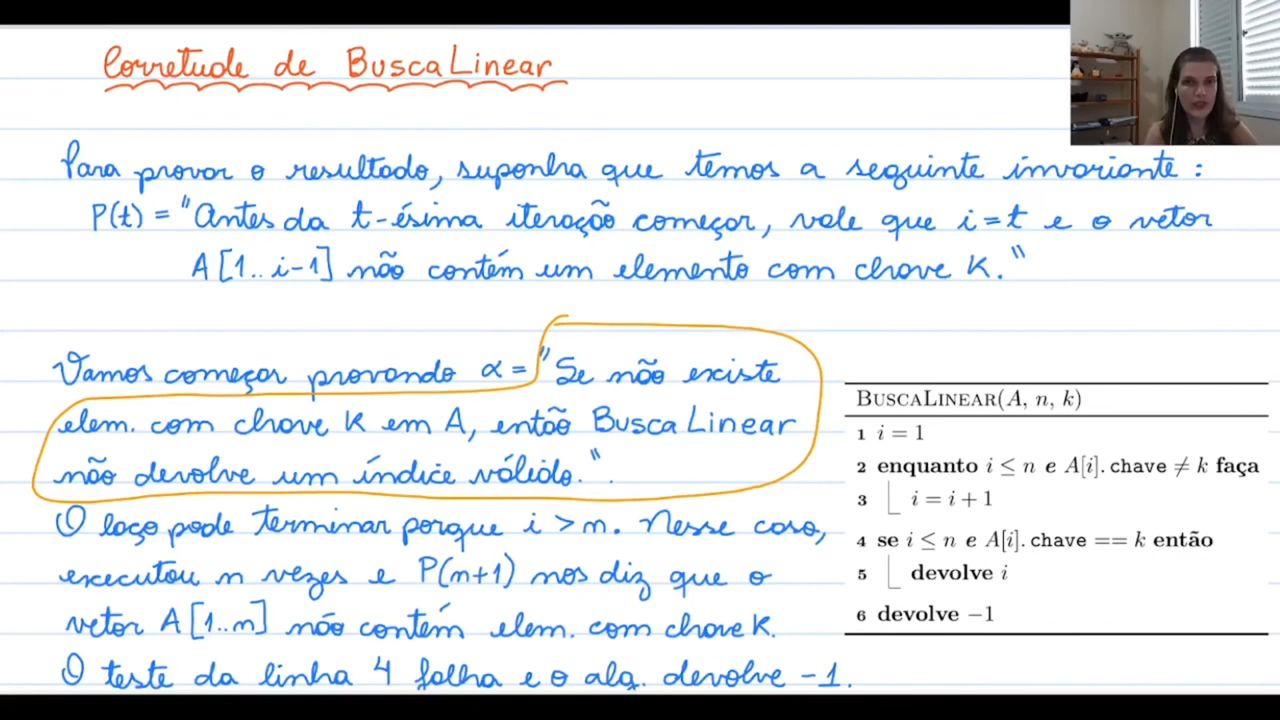 Corretude de BuscaLinear
Para provar o resultado, suponha que temos a seguinte invariante:
P(t) = "Antes da t-ésima iteração começar, vale que i=t e o vetor
A[1..i-1] não contém um elemento com chave K."
Vamos começar provando α = "Se não existe
elem. com chave K em A, então BuscaLinear
não devolve um índice válido.".
O laço pode terminar porque i > n. Nesse caso,
executou n vezes e P(n+1) nos diz que o
vetor A[1..n] não contém elem. com chave K.
O teste da linha 4 falha e o alg. devolve -1.
BUSCALINEAR(A, n, k)
1 i = 1
2 enquanto i ≤ n e A[i].chave ≠ k faça
3 i = i + 1
4 se i ≤ n e A[i].chave == k então
5 devolve i
6 devolve −1